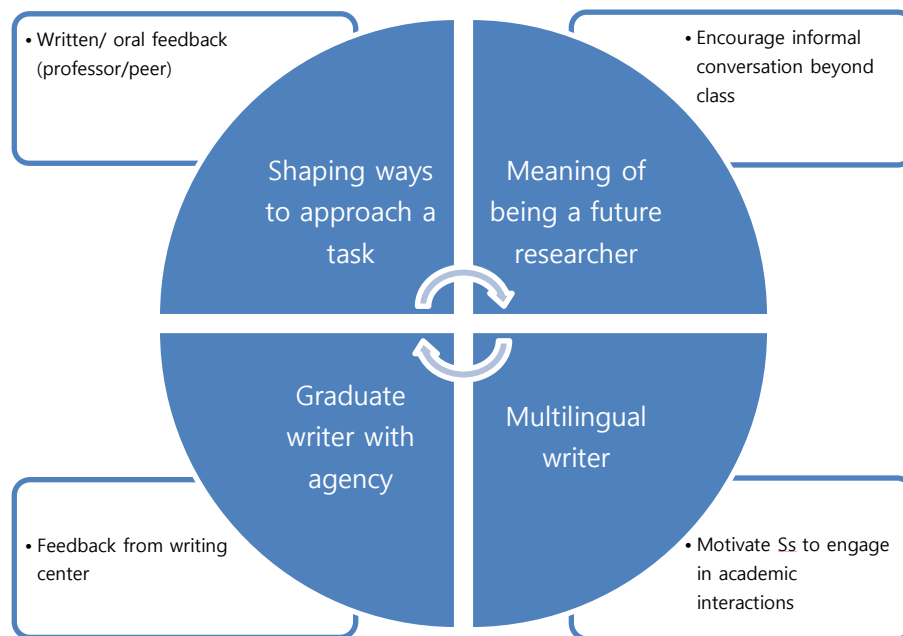 • Written/ oral feedback
(professor/peer)
• Encourage informal
conversation beyond
class
Shaping ways
to approach a
task
Meaning of
being a future
researcher
Graduate
writer with
agency
Multilingual
writer
• Feedback from writing
center
• Motivate Ss to engage
in academic
interactions